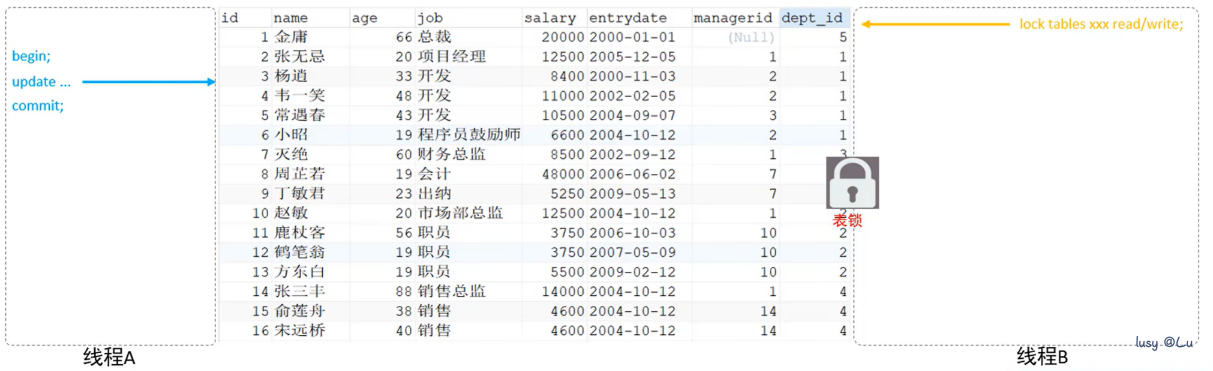 id name age job salary entrydate managerid dept_id
1 金庸 66 总裁 20000 2000-01-01 (Null) 5
2 张无忌 20 项目经理 12500 2005-12-05 1 1
3 杨逍 33 开发 8400 2000-11-03 2 1
4 韦一笑 48 开发 11000 2002-02-05 2 1
5 常遇春 43 开发 10500 2004-09-07 3 1
6 小昭 19 程序员鼓励师 6600 2004-10-12 2 1
7 灭绝 60 财务总监 8500 2002-09-12 1 3
8 周芷若 19 会计 48000 2006-06-02 7
9 丁敏君 23 出纳 5250 2009-05-13 7
10 赵敏 20 市场部总监 12500 2004-10-12 1 2
11 鹿杖客 56 职员 3750 2006-10-03 10 2
12 鹤笔翁 19 职员 3750 2007-05-09 10 2
13 方东白 19 职员 5500 2009-02-12 10 2
14 张三丰 88 销售总监 14000 2004-10-12 1 4
15 俞莲舟 38 销售 4600 2004-10-12 14 4
16 宋远桥 40 销售 4600 2004-10-12 14 4
begin;
update ...
commit;
线程A
lock tables xxx read/write;
表锁
线程B
lusy @Lu